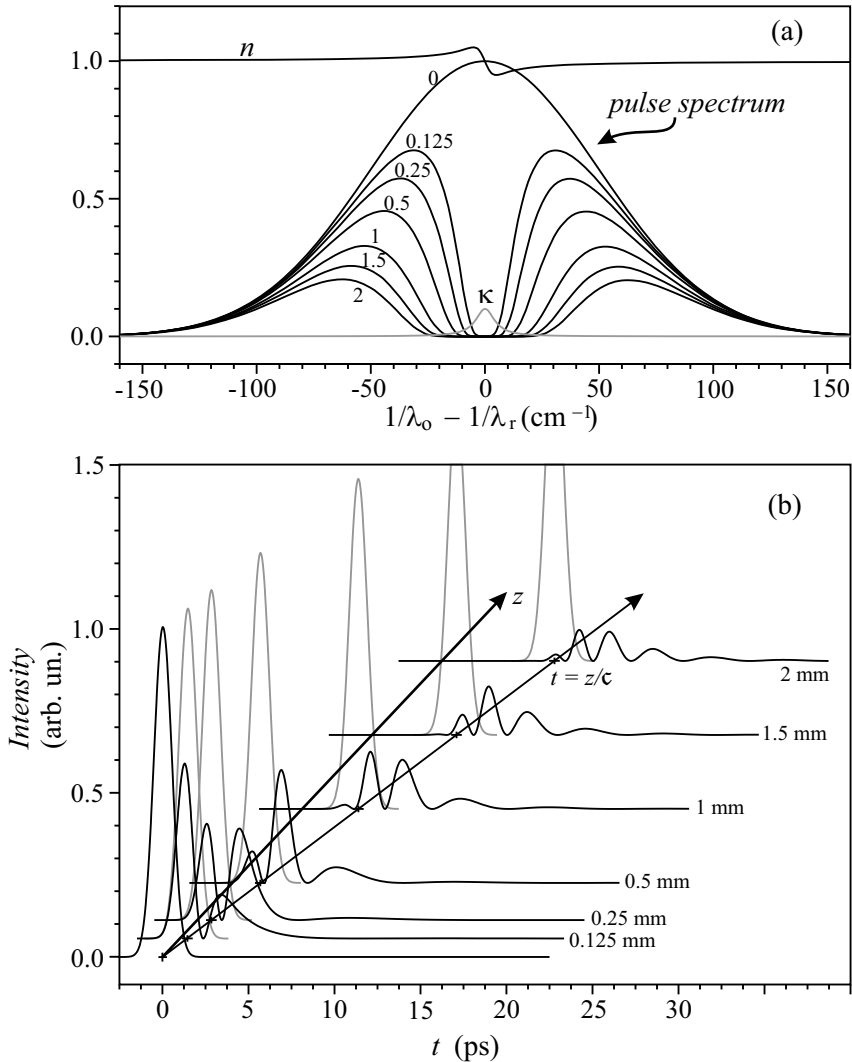 (a)
n
1.0
0
pulse spectrum
0.125
0.25
0.5
0.5
1
1.5
2
κ
0.0
-150 -100 -50 0 50 100 150
1/λo − 1/λr (cm −1)
1.5
(b)
z
1.0
t = z/c
2 mm
Intensity
(arb. un.)
1.5 mm
0.5
1 mm
0.5 mm
0.25 mm
0.125 mm
0.0
0 5 10 15 20 25 30
t (ps)